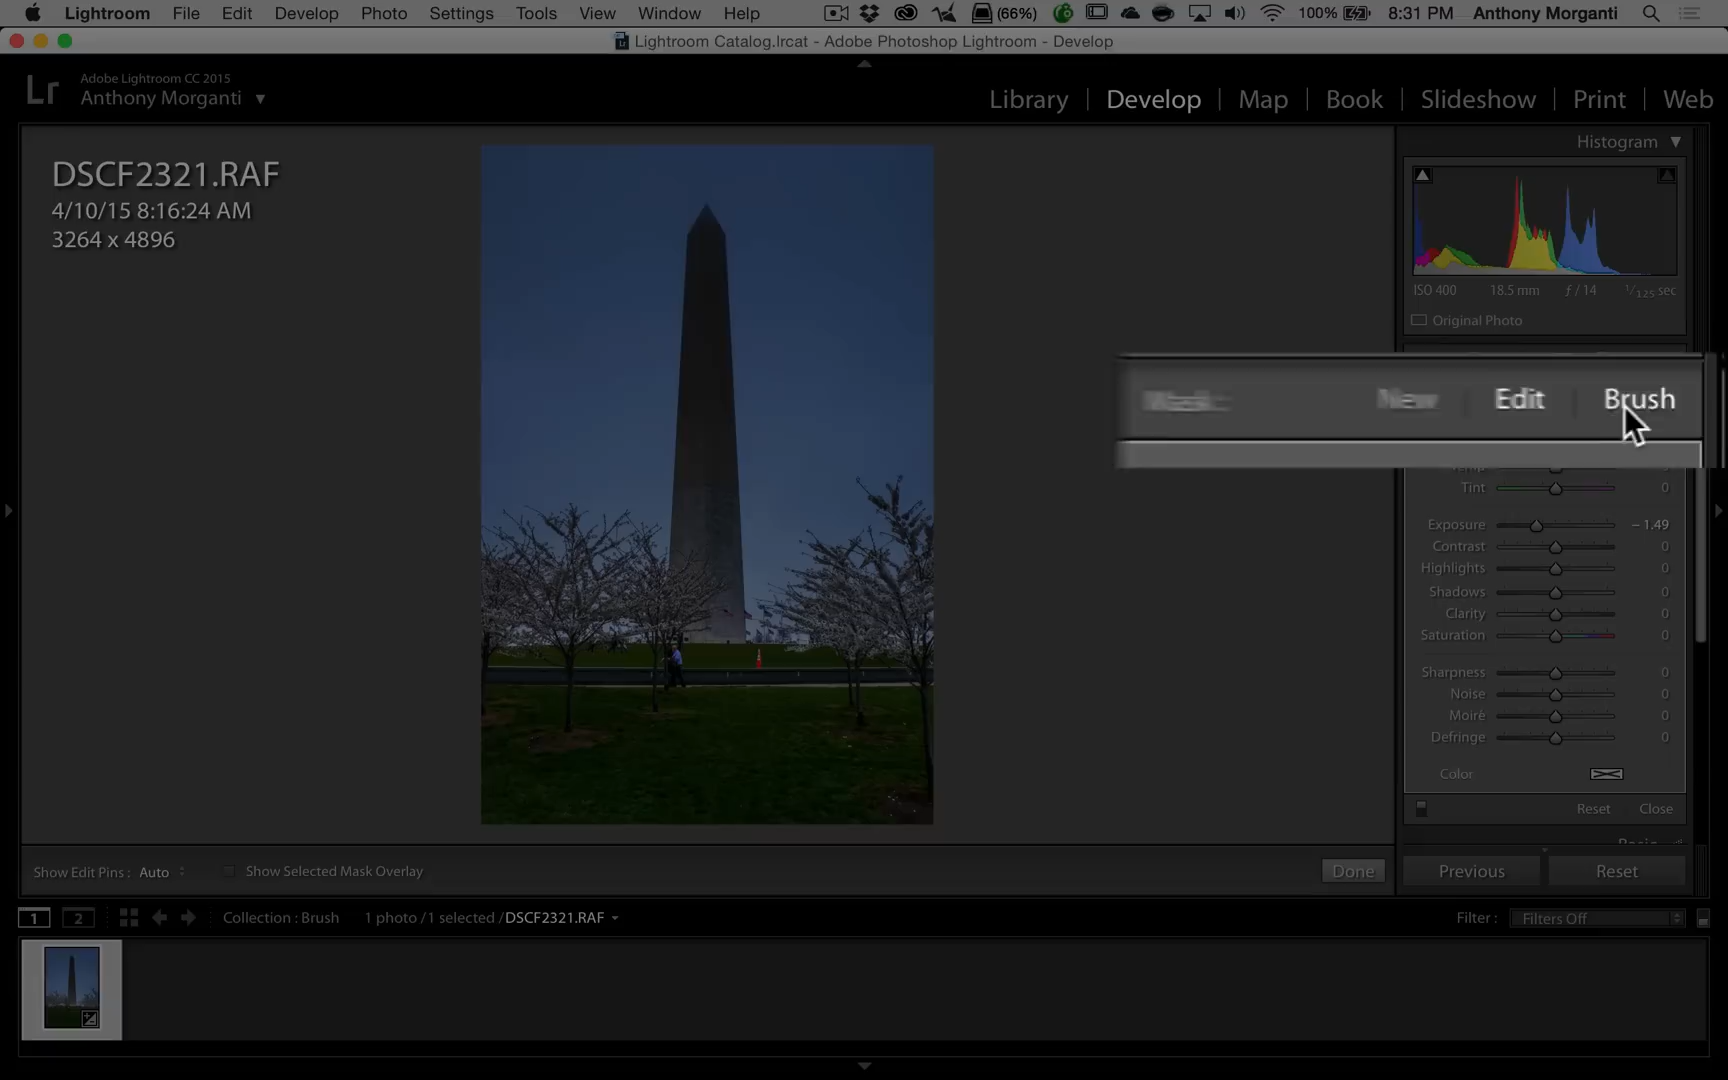 Lightroom File Edit Develop Photo Settings Tools View Window Help (66%) 100% 8:31 PM Anthony Morganti
Lightroom Catalog.lrcat - Adobe Photoshop Lightroom - Develop
Lr Adobe Lightroom CC 2015
Anthony Morganti
Library | Develop | Map | Book | Slideshow | Print | Web
DSCF2321.RAF
4/10/15 8:16:24 AM
3264 x 4896
Histogram
ISO 400 18.5 mm ƒ / 14 1/125 sec
Original Photo
Mask: New Edit Brush
Temp
Tint 0
Exposure – 1.49
Contrast 0
Highlights 0
Shadows 0
Clarity 0
Saturation 0
Sharpness 0
Noise 0
Moiré 0
Defringe 0
Color
Reset Close
Basic
Show Edit Pins : Auto Show Selected Mask Overlay Done
Previous Reset
1 2 Collection : Brush 1 photo / 1 selected / DSCF2321.RAF Filter : Filters Off